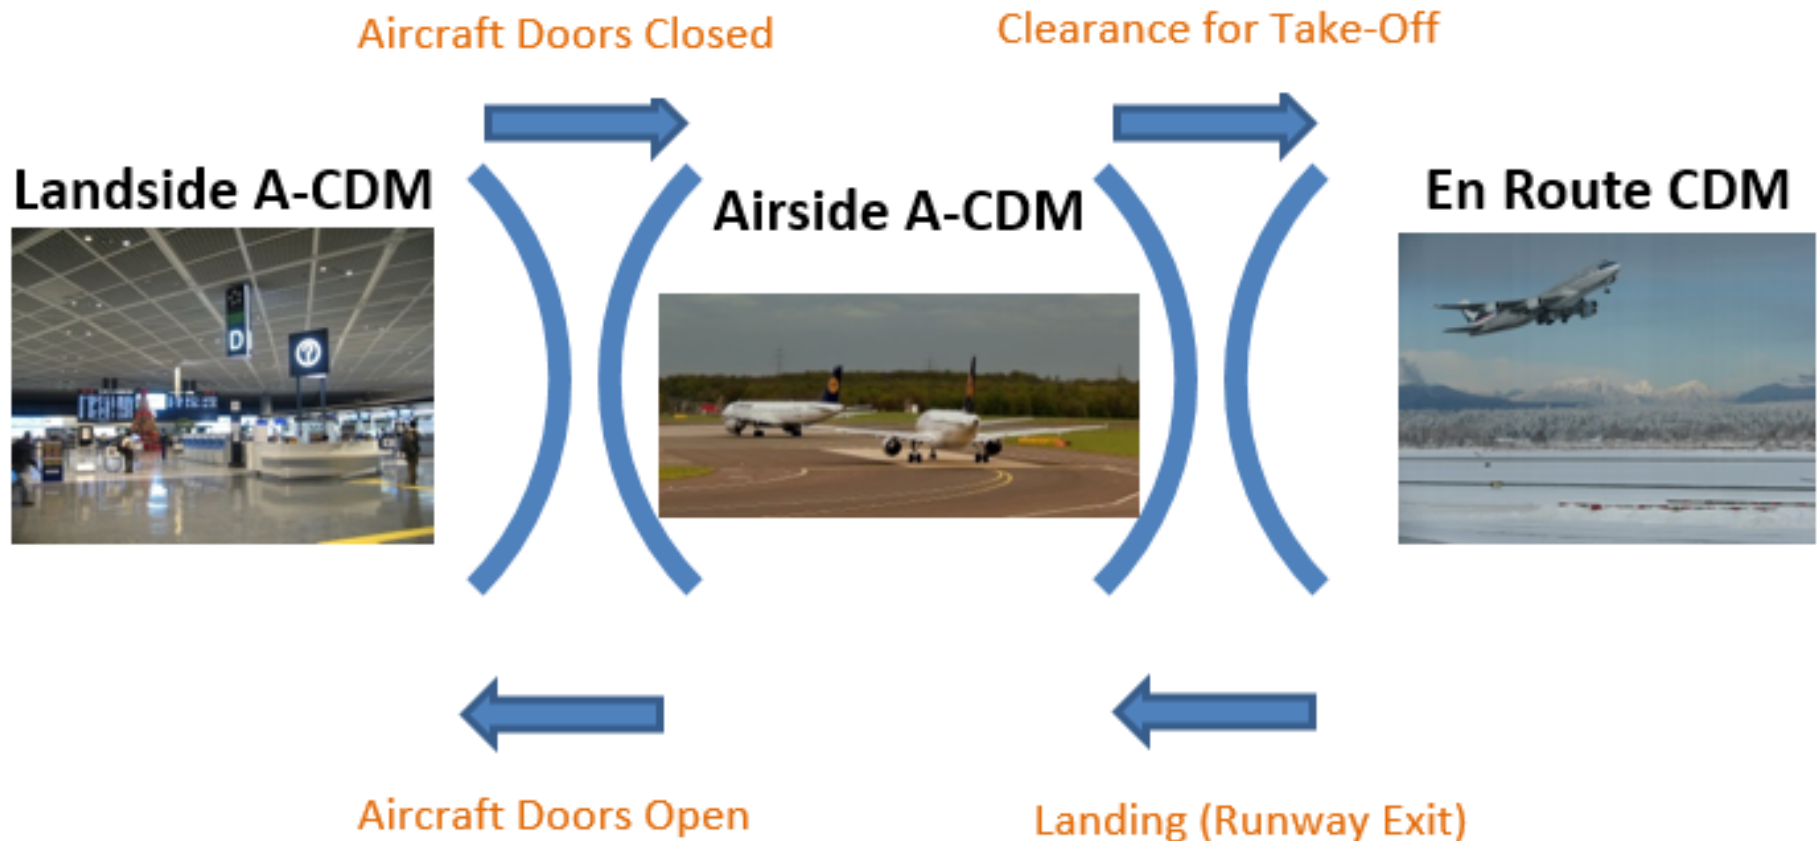 Aircraft Doors Closed
Clearance for Take-Off
Landside A-CDM
Airside A-CDM
En Route CDM
D
?
Aircraft Doors Open
Landing (Runway Exit)